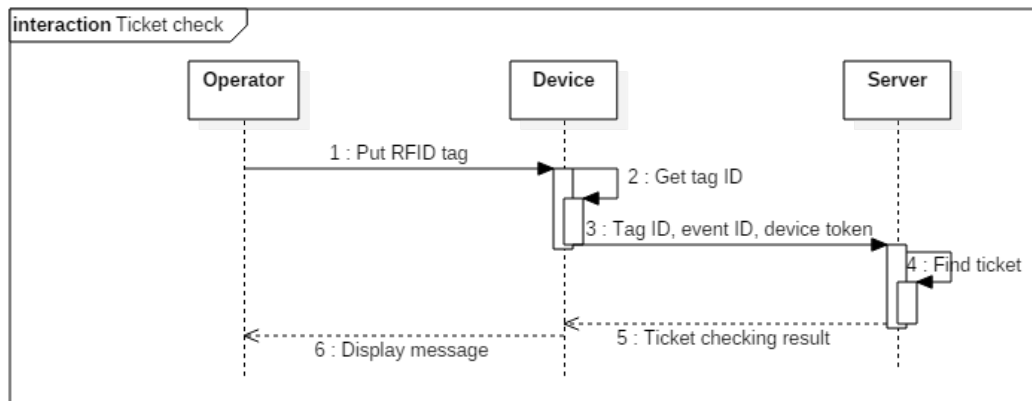 interaction Ticket check
Operator
Device
Server
1 : Put RFID tag
2 : Get tag ID
3 : Tag ID, event ID, device token
4 : Find ticket
5 : Ticket checking result
6 : Display message